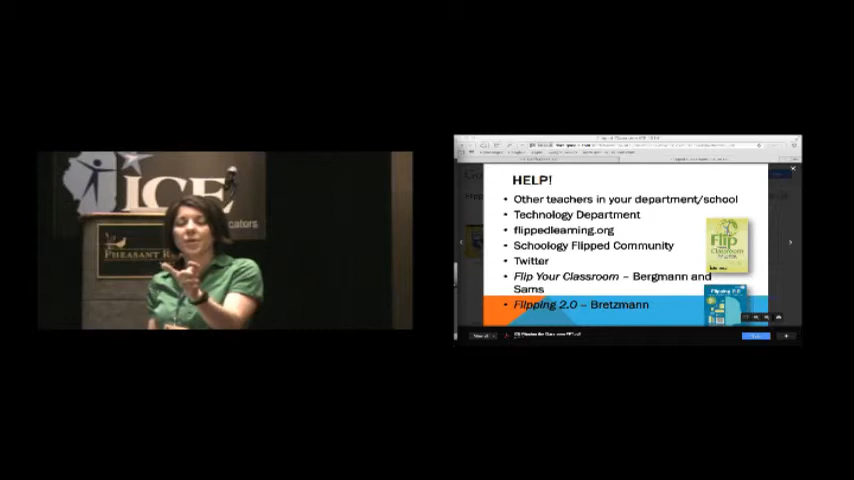 ICE
cators
PHEASANT R
HELP!
• Other teachers in your department/school
• Technology Department
• flippedlearning.org
• Schoology Flipped Community
• Twitter
• Flip Your Classroom – Bergmann and
Sams
• Flipping 2.0 – Bretzmann
Flip
Classroom
Flipping 2.0